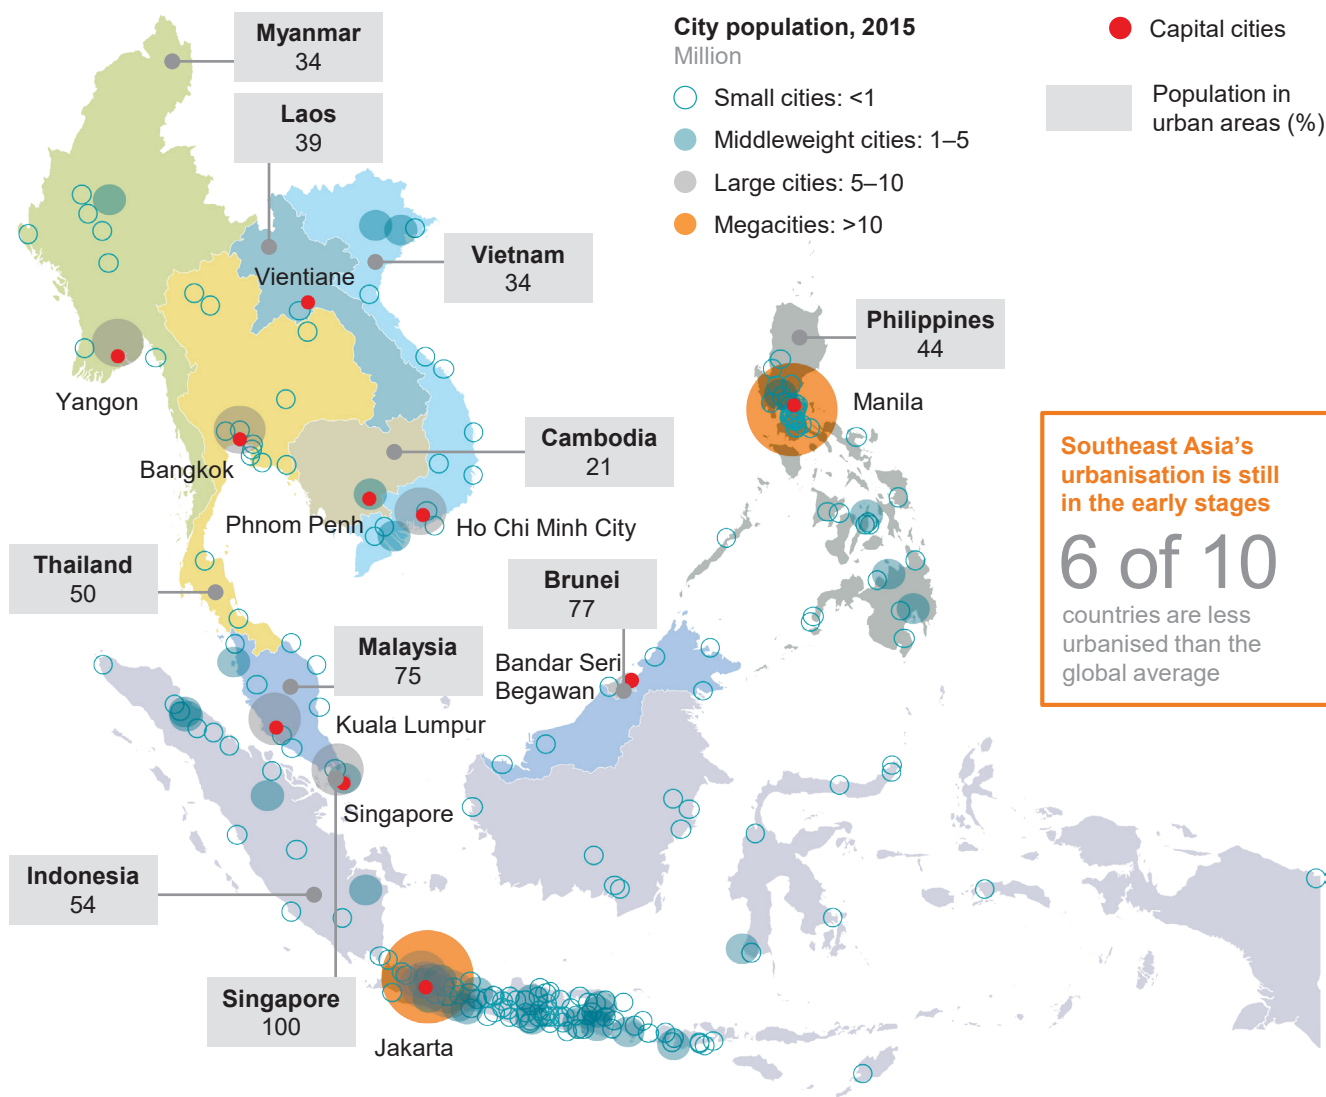 City population, 2015
Million
Small cities: <1
Middleweight cities: 1–5
Large cities: 5–10
Megacities: >10
Capital cities
Population in
urban areas (%)
Myanmar
34
Laos
39
Vientiane
Vietnam
34
Philippines
44
Yangon
Manila
Cambodia
21
Bangkok
Phnom Penh
Ho Chi Minh City
Southeast Asia’s
urbanisation is still
in the early stages
6 of 10
countries are less
urbanised than the
global average
Thailand
50
Brunei
77
Malaysia
75
Bandar Seri
Begawan
Kuala Lumpur
Singapore
Indonesia
54
Singapore
100
Jakarta